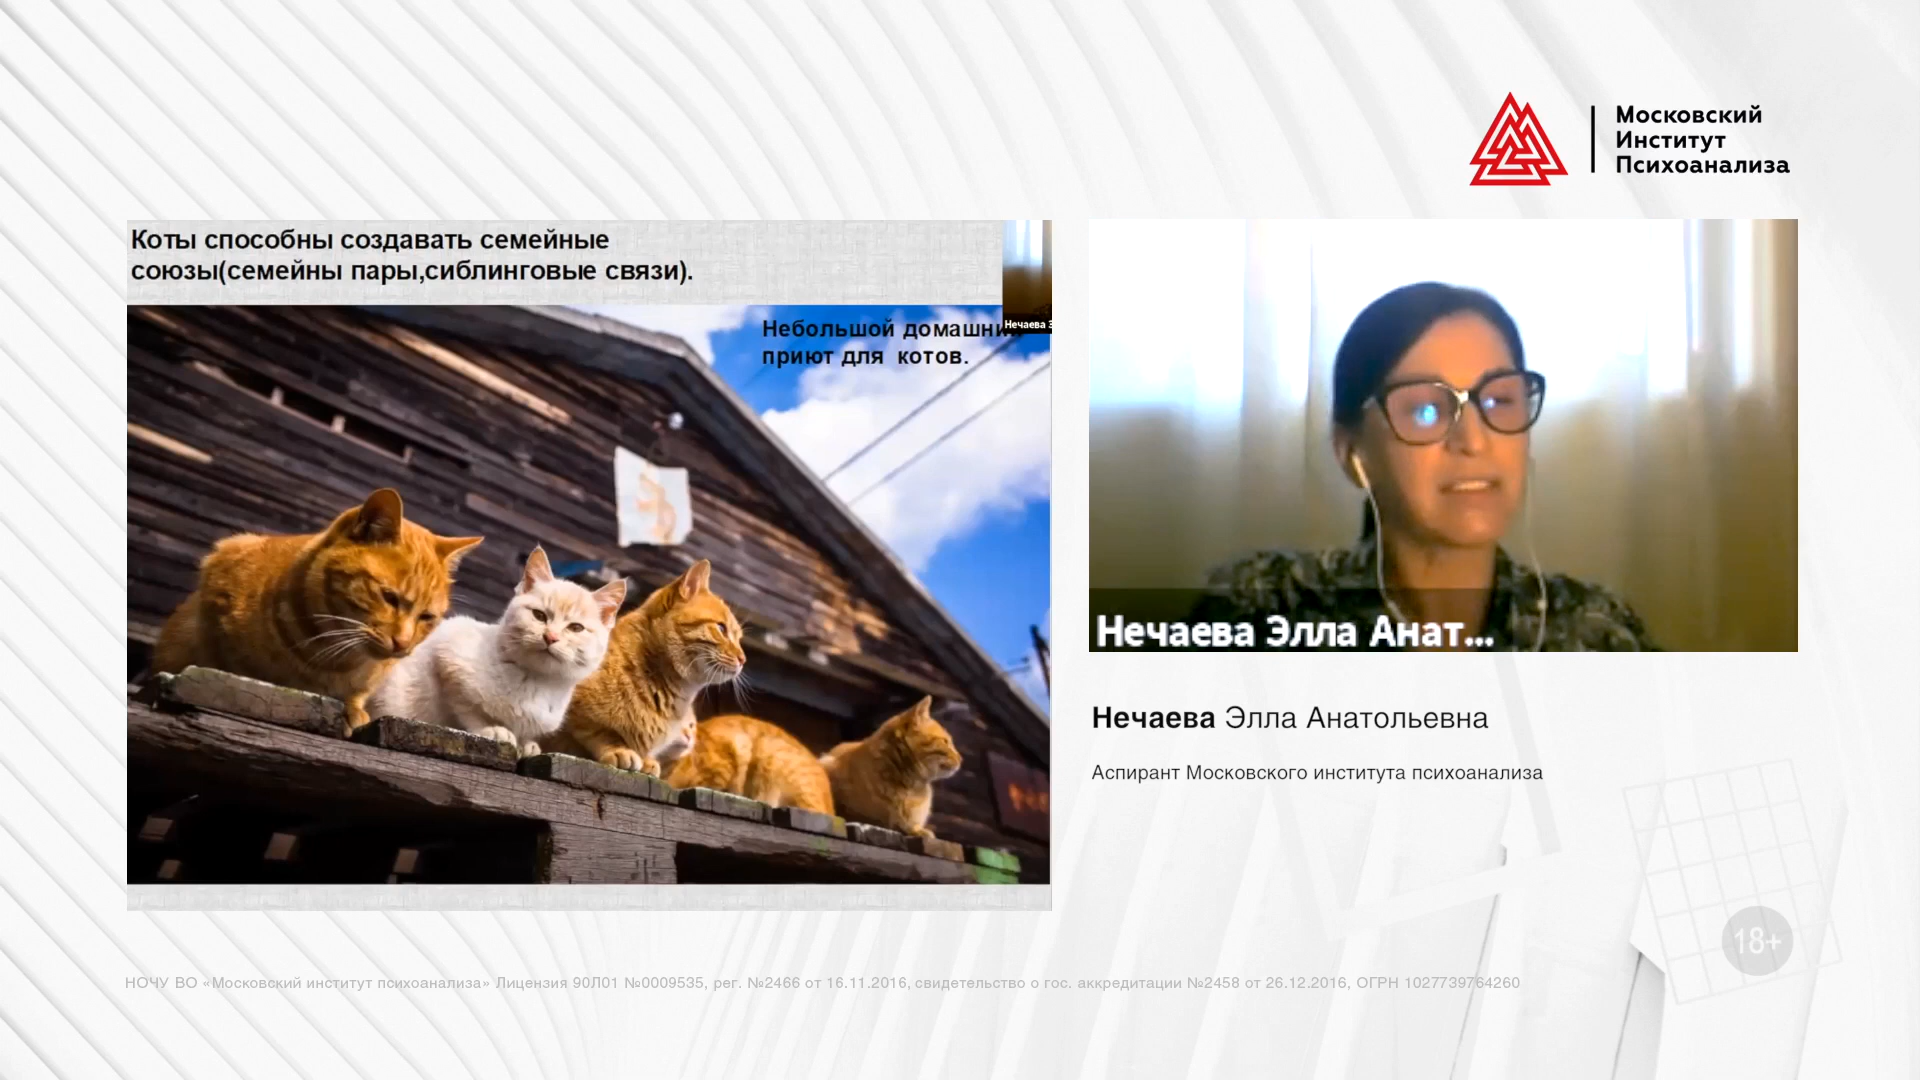 Московский
Институт
Психоанализа
Коты способны создавать семейные
союзы(семейны пары,сиблинговые связи).
Небольшой домашни
приют для котов.
Нечаева Э
Нечаева Элла Анат...
Нечаева Элла Анатольевна
Аспирант Московского института психоанализа
18+
НОЧУ ВО «Московский институт психоанализа» Лицензия 90Л01 №0009535, рег. №2466 от 16.11.2016, свидетельство о гос. аккредитации №2458 от 26.12.2016, ОГРН 1027739764260